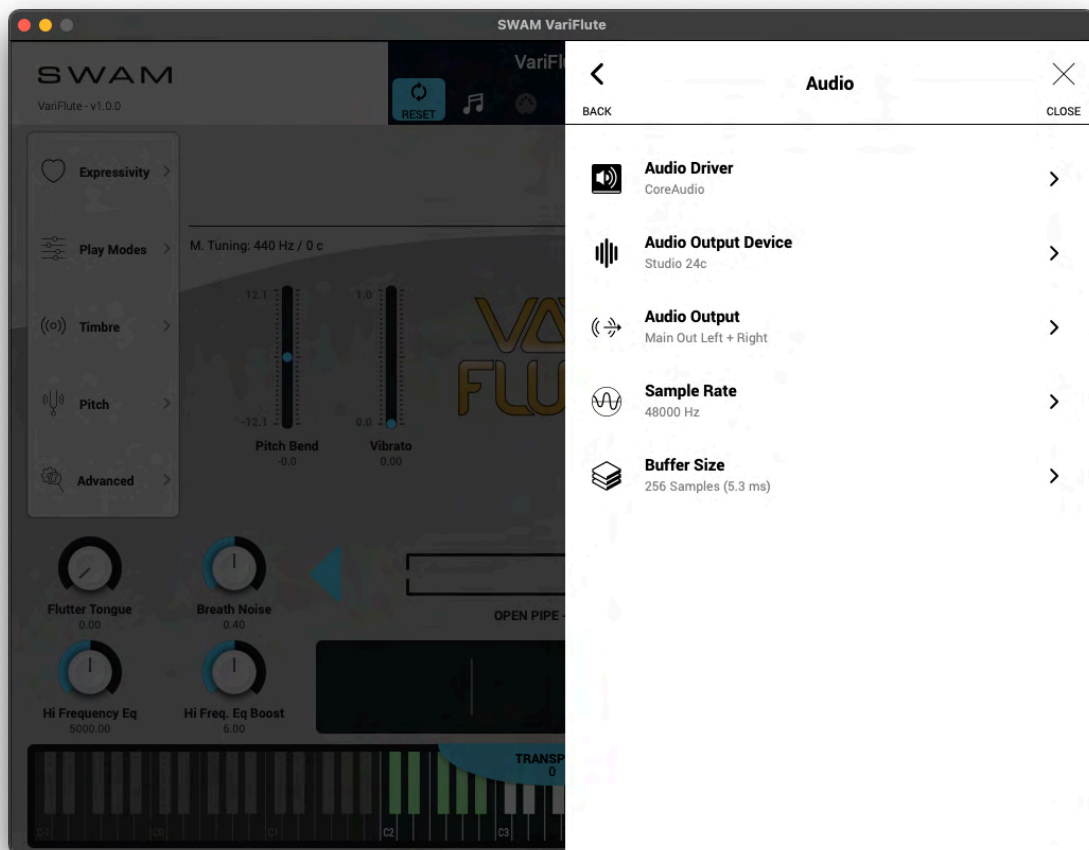 SWAM VariFlute
SWAM
VariFlute - v1.0.0
RESET
Expressivity
Play Modes
Timbre
Pitch
Advanced
M. Tuning: 440 Hz / 0 c
12.1
-12.1
Pitch Bend
-0.0
1.0
0.0
Vibrato
0.00
Flutter Tongue
0.00
Breath Noise
0.40
Hi Frequency Eq
5000.00
Hi Freq. Eq Boost
6.00
OPEN PIPE -
0
C-1
C0
C1
C2
C3
BACK
Audio
CLOSE
Audio Driver
CoreAudio
Audio Output Device
Studio 24c
Audio Output
Main Out Left + Right
Sample Rate
48000 Hz
Buffer Size
256 Samples (5.3 ms)